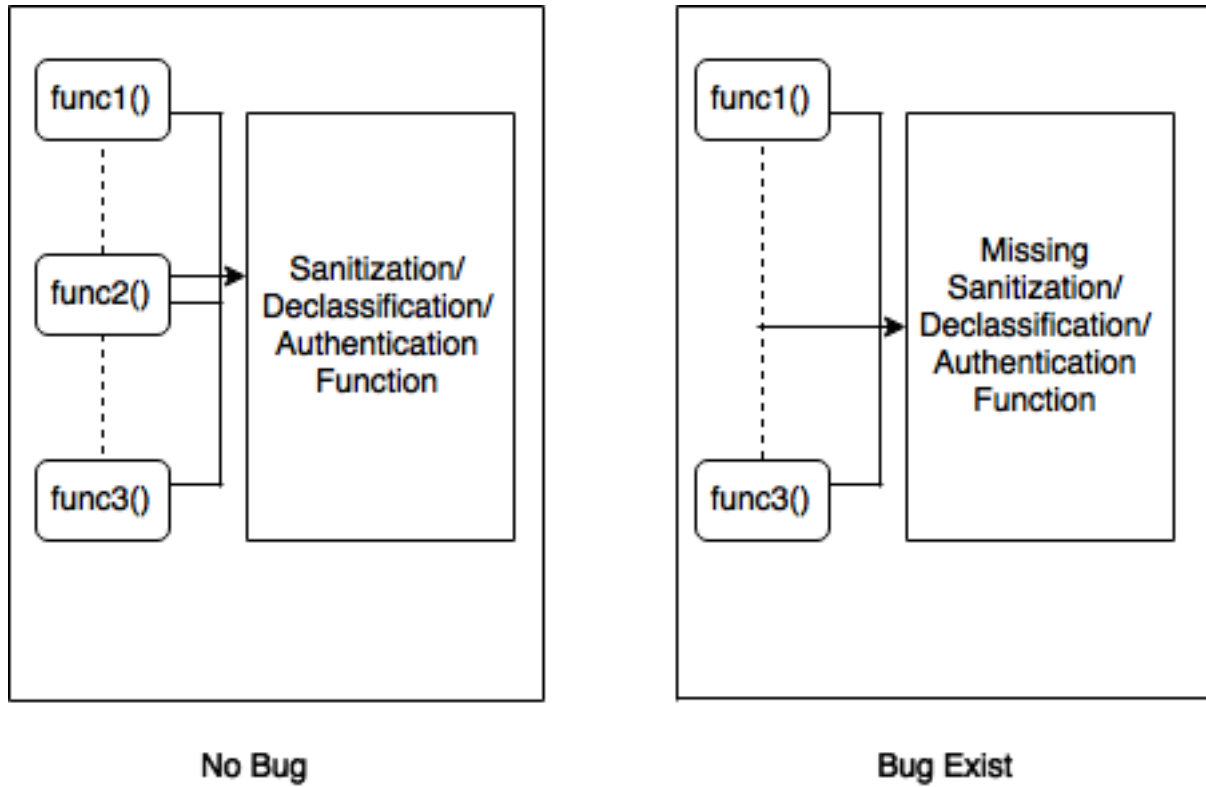 func1()
func2()
func3()
Sanitization/
Declassification/
Authentication
Function
No Bug
func1()
func3()
Missing
Sanitization/
Declassification/
Authentication
Function
Bug Exist